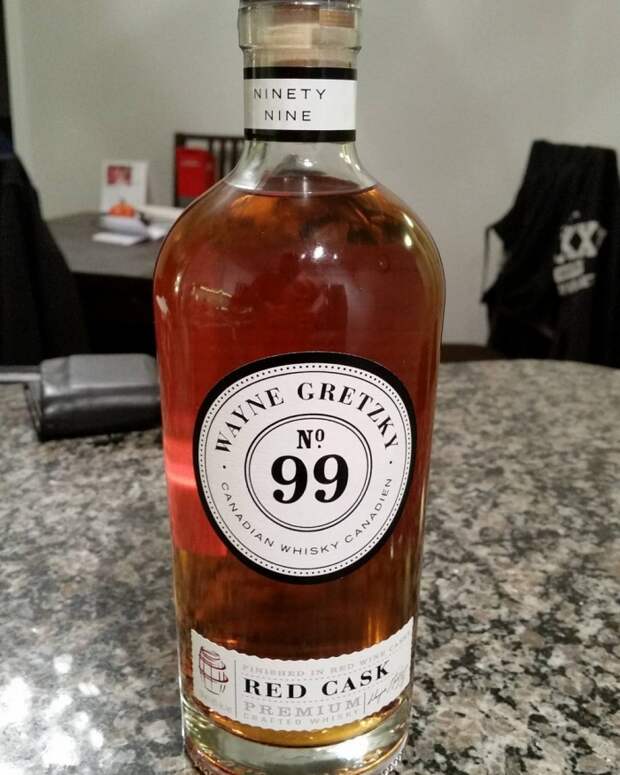 NINETY
NINE
WAYNE GRETZKY
Nº
99
CANADIAN WHISKY CANADIEN
FINISHED IN RED WINE CASKS
RED CASK
PREMIUM
CRAFTED WHISKY
XX